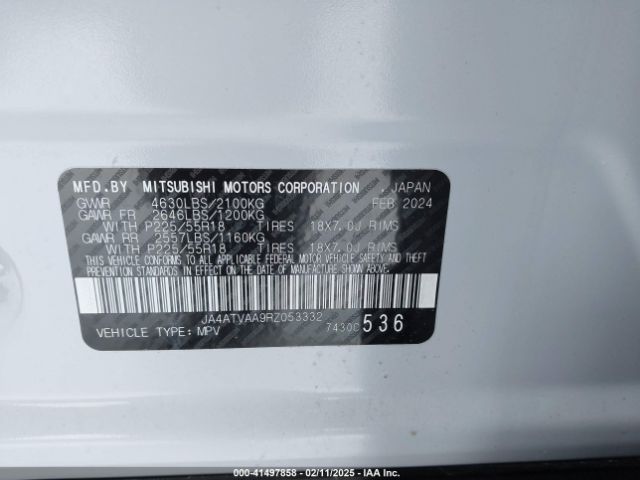 MFD.BY MITSUBISHI MOTORS CORPORATION , JAPAN
GVWR 4630LBS/2100KG FEB 2024
GAWR FR 2646LBS/1200KG
WITH P225/55R18 TIRES 18X7.0J RIMS
GAWR RR 2557LBS/1160KG
WITH P225/55R18 TIRES 18X7.0J RIMS
THIS VEHICLE CONFORMS TO ALL APPLICABLE FEDERAL MOTOR VEHICLE SAFETY AND THEFT
PREVENTION STANDARDS IN EFFECT ON THE DATE OF MANUFACTURE SHOWN ABOVE.
JA4ATVAA9RZ053332
VEHICLE TYPE: MPV 7430C 536
000-41497858 - 02/11/2025 - IAA Inc.